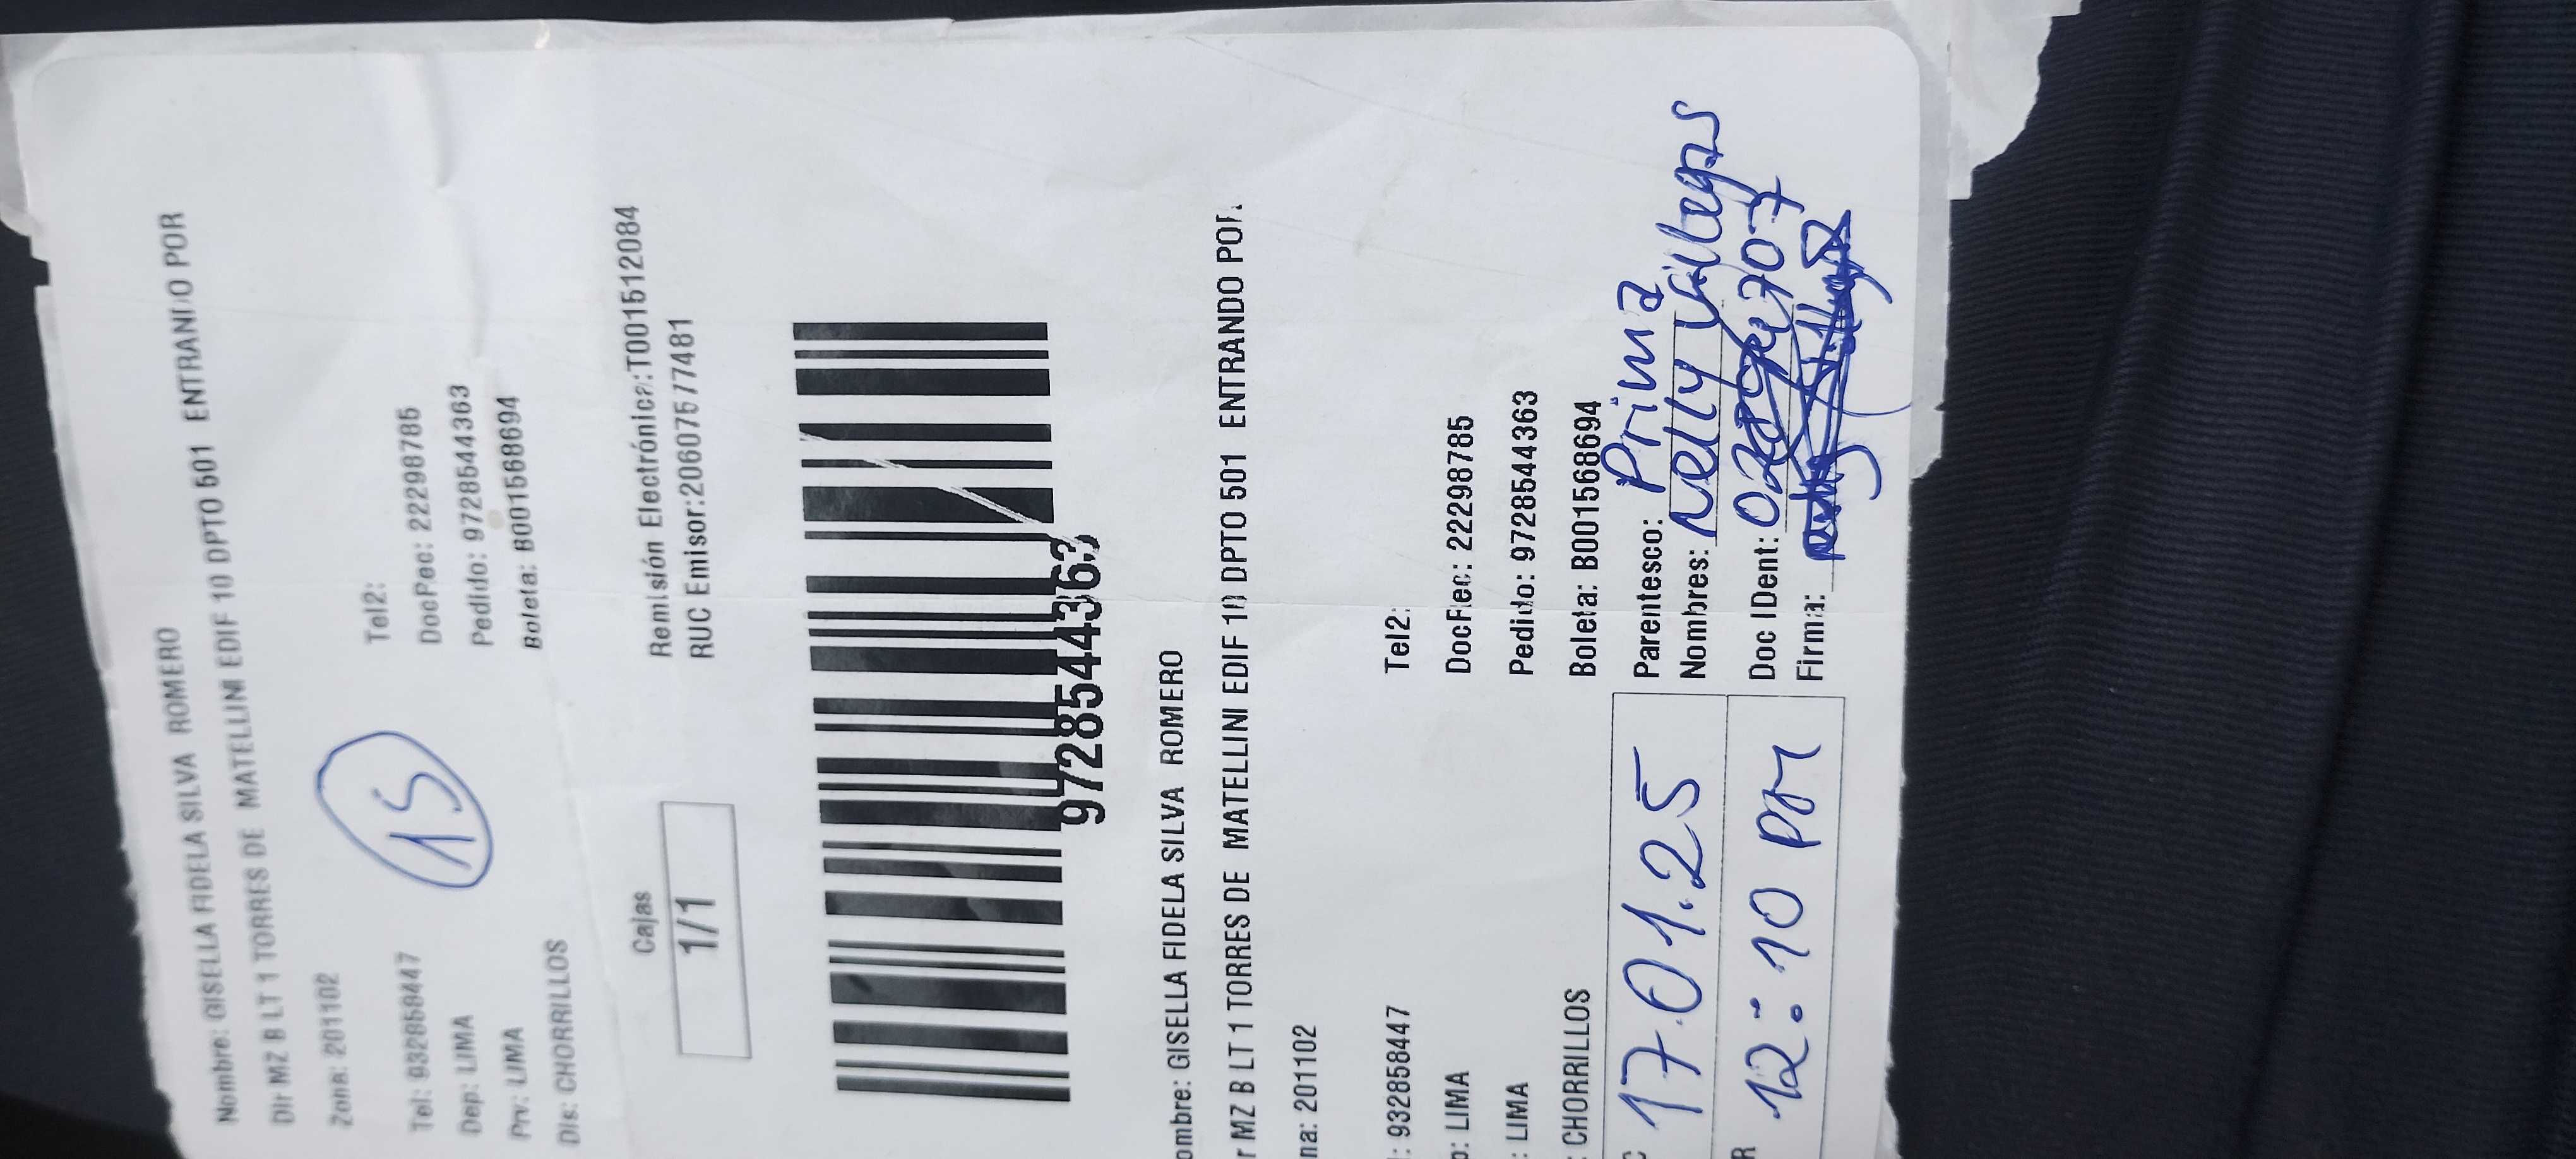 Nombre: GISELLA FIDELA SILVA ROMERO
Dir MZ B LT 1 TORRES DE MATELLINI EDIF 10 DPTO 501 ENTRANDO POR
Zona: 201102
15
Tel: 932858447 Tel2:
Dep: LIMA DocRec: 22298785
Prv: LIMA Pedido: 9728544363
Dis: CHORRILLOS Boleta: B001568694
Cajas
1/1
Remisión Electrónica:T001512084
RUC Emisor:20607577481
9728544363
ombre: GISELLA FIDELA SILVA ROMERO
r MZ B LT 1 TORRES DE MATELLINI EDIF 10 DPTO 501 ENTRANDO POR
na: 201102
: 932858447 Tel2:
p: LIMA DocRec: 22298785
: LIMA Pedido: 9728544363
: CHORRILLOS Boleta: B001568694
C 17.01.25
Parentesco: Prima
Nombres: Nelly Villegas
R 12:10 PM
Doc IDent:
Firma: